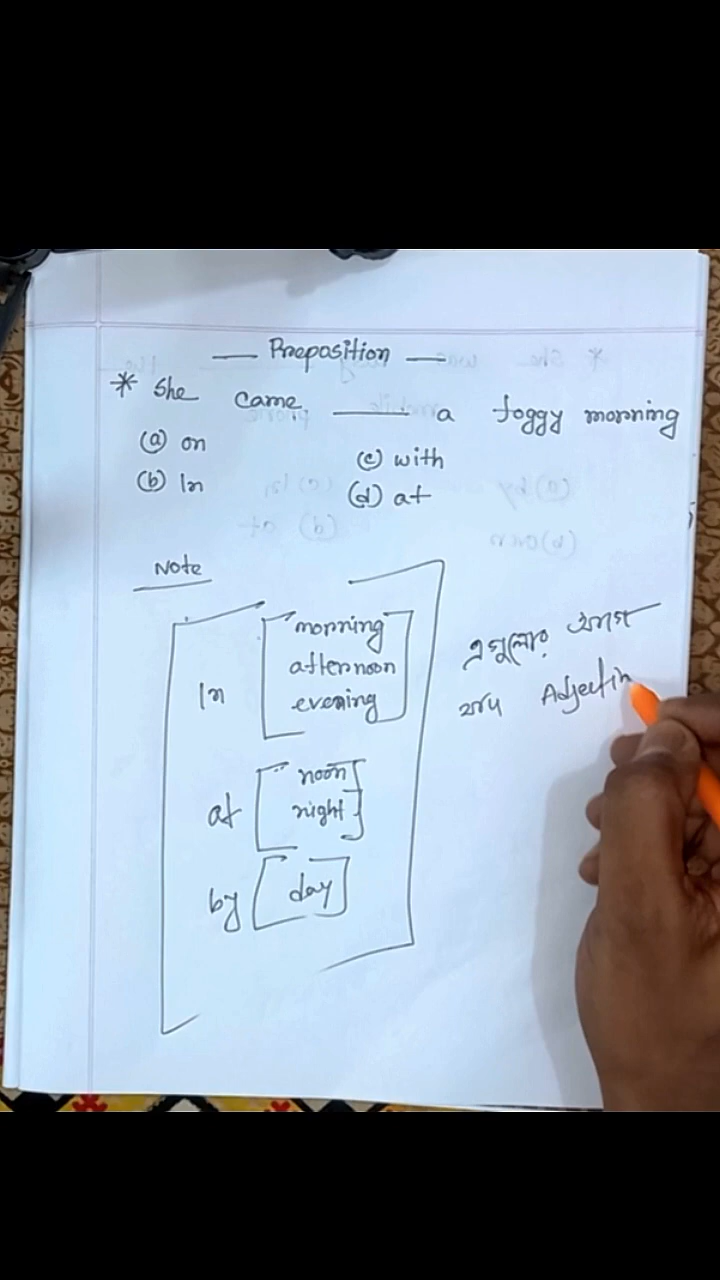 Preposition
* She came ______ a foggy morning
(a) on
(c) with
(b) In
(d) at
Note
In
morning
afternoon
evening
এগুলোর আগে
যদি Adjectiv
at
noon
night
by
day